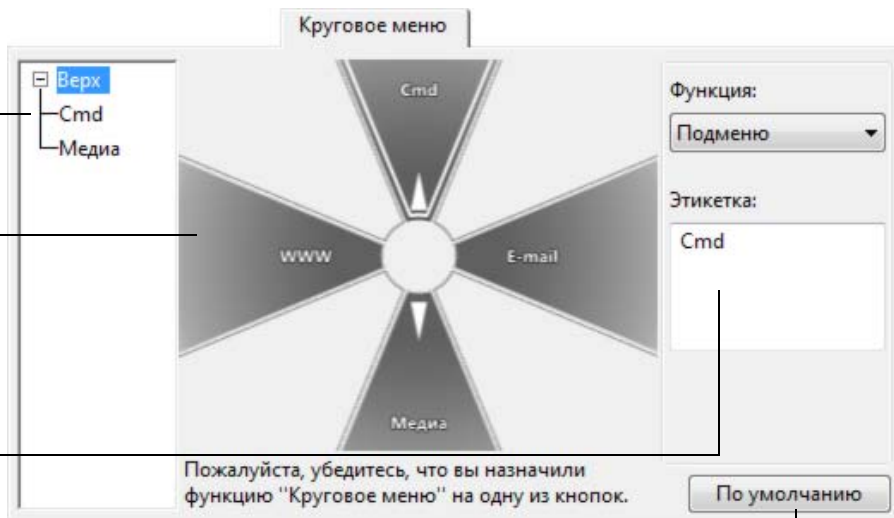 Круговое меню
Верх
Cmd
Медиа
Cmd
WWW
E-mail
Медиа
Функция:
Подменю
Этикетка:
Cmd
Пожалуйста, убедитесь, что вы назначили
функцию "Круговое меню" на одну из кнопок.
По умолчанию